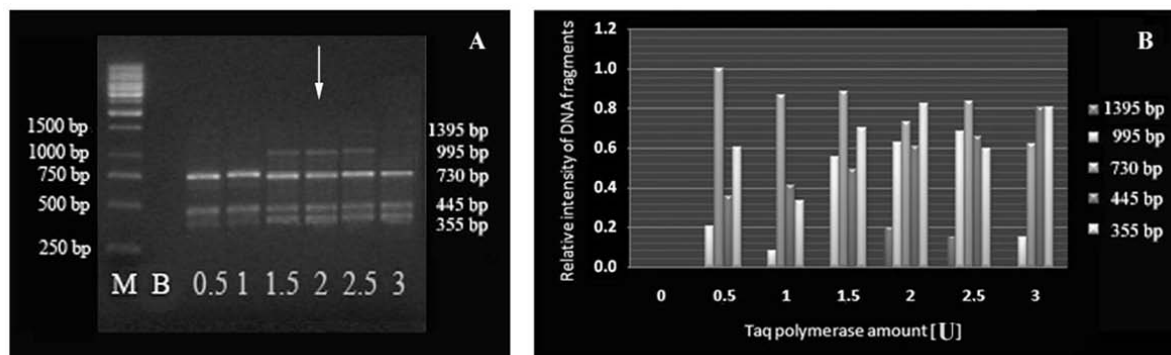 A
1500 bp
1000 bp
750 bp
500 bp
250 bp
1395 bp
995 bp
730 bp
445 bp
355 bp
M B 0.5 1 1.5 2 2.5 3
B
Relative intensity of DNA fragments
1.2
1.0
0.8
0.6
0.4
0.2
0.0
0 0.5 1 1.5 2 2.5 3
Taq polymerase amount [U]
1395 bp
995 bp
730 bp
445 bp
355 bp